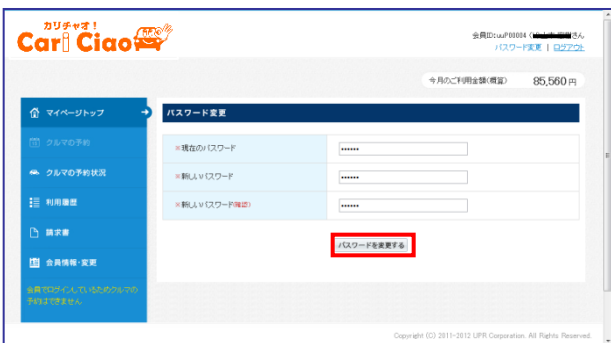 カリチャオ!
Cari Ciao
会員ID:uuP00004
さん
パスワード変更 | ログアウト
今月のご利用金額(概算) 85,560 円
マイページトップ
クルマの予約
クルマの予約状況
利用履歴
請求書
会員情報・変更
会員でログインしているためクルマの
予約はできません
パスワード変更
※現在のパスワード
※新しいパスワード
※新しいパスワード(確認)
パスワードを変更する
Copyright (C) 2011-2012 UPR Corporation. All Rights Reserved.